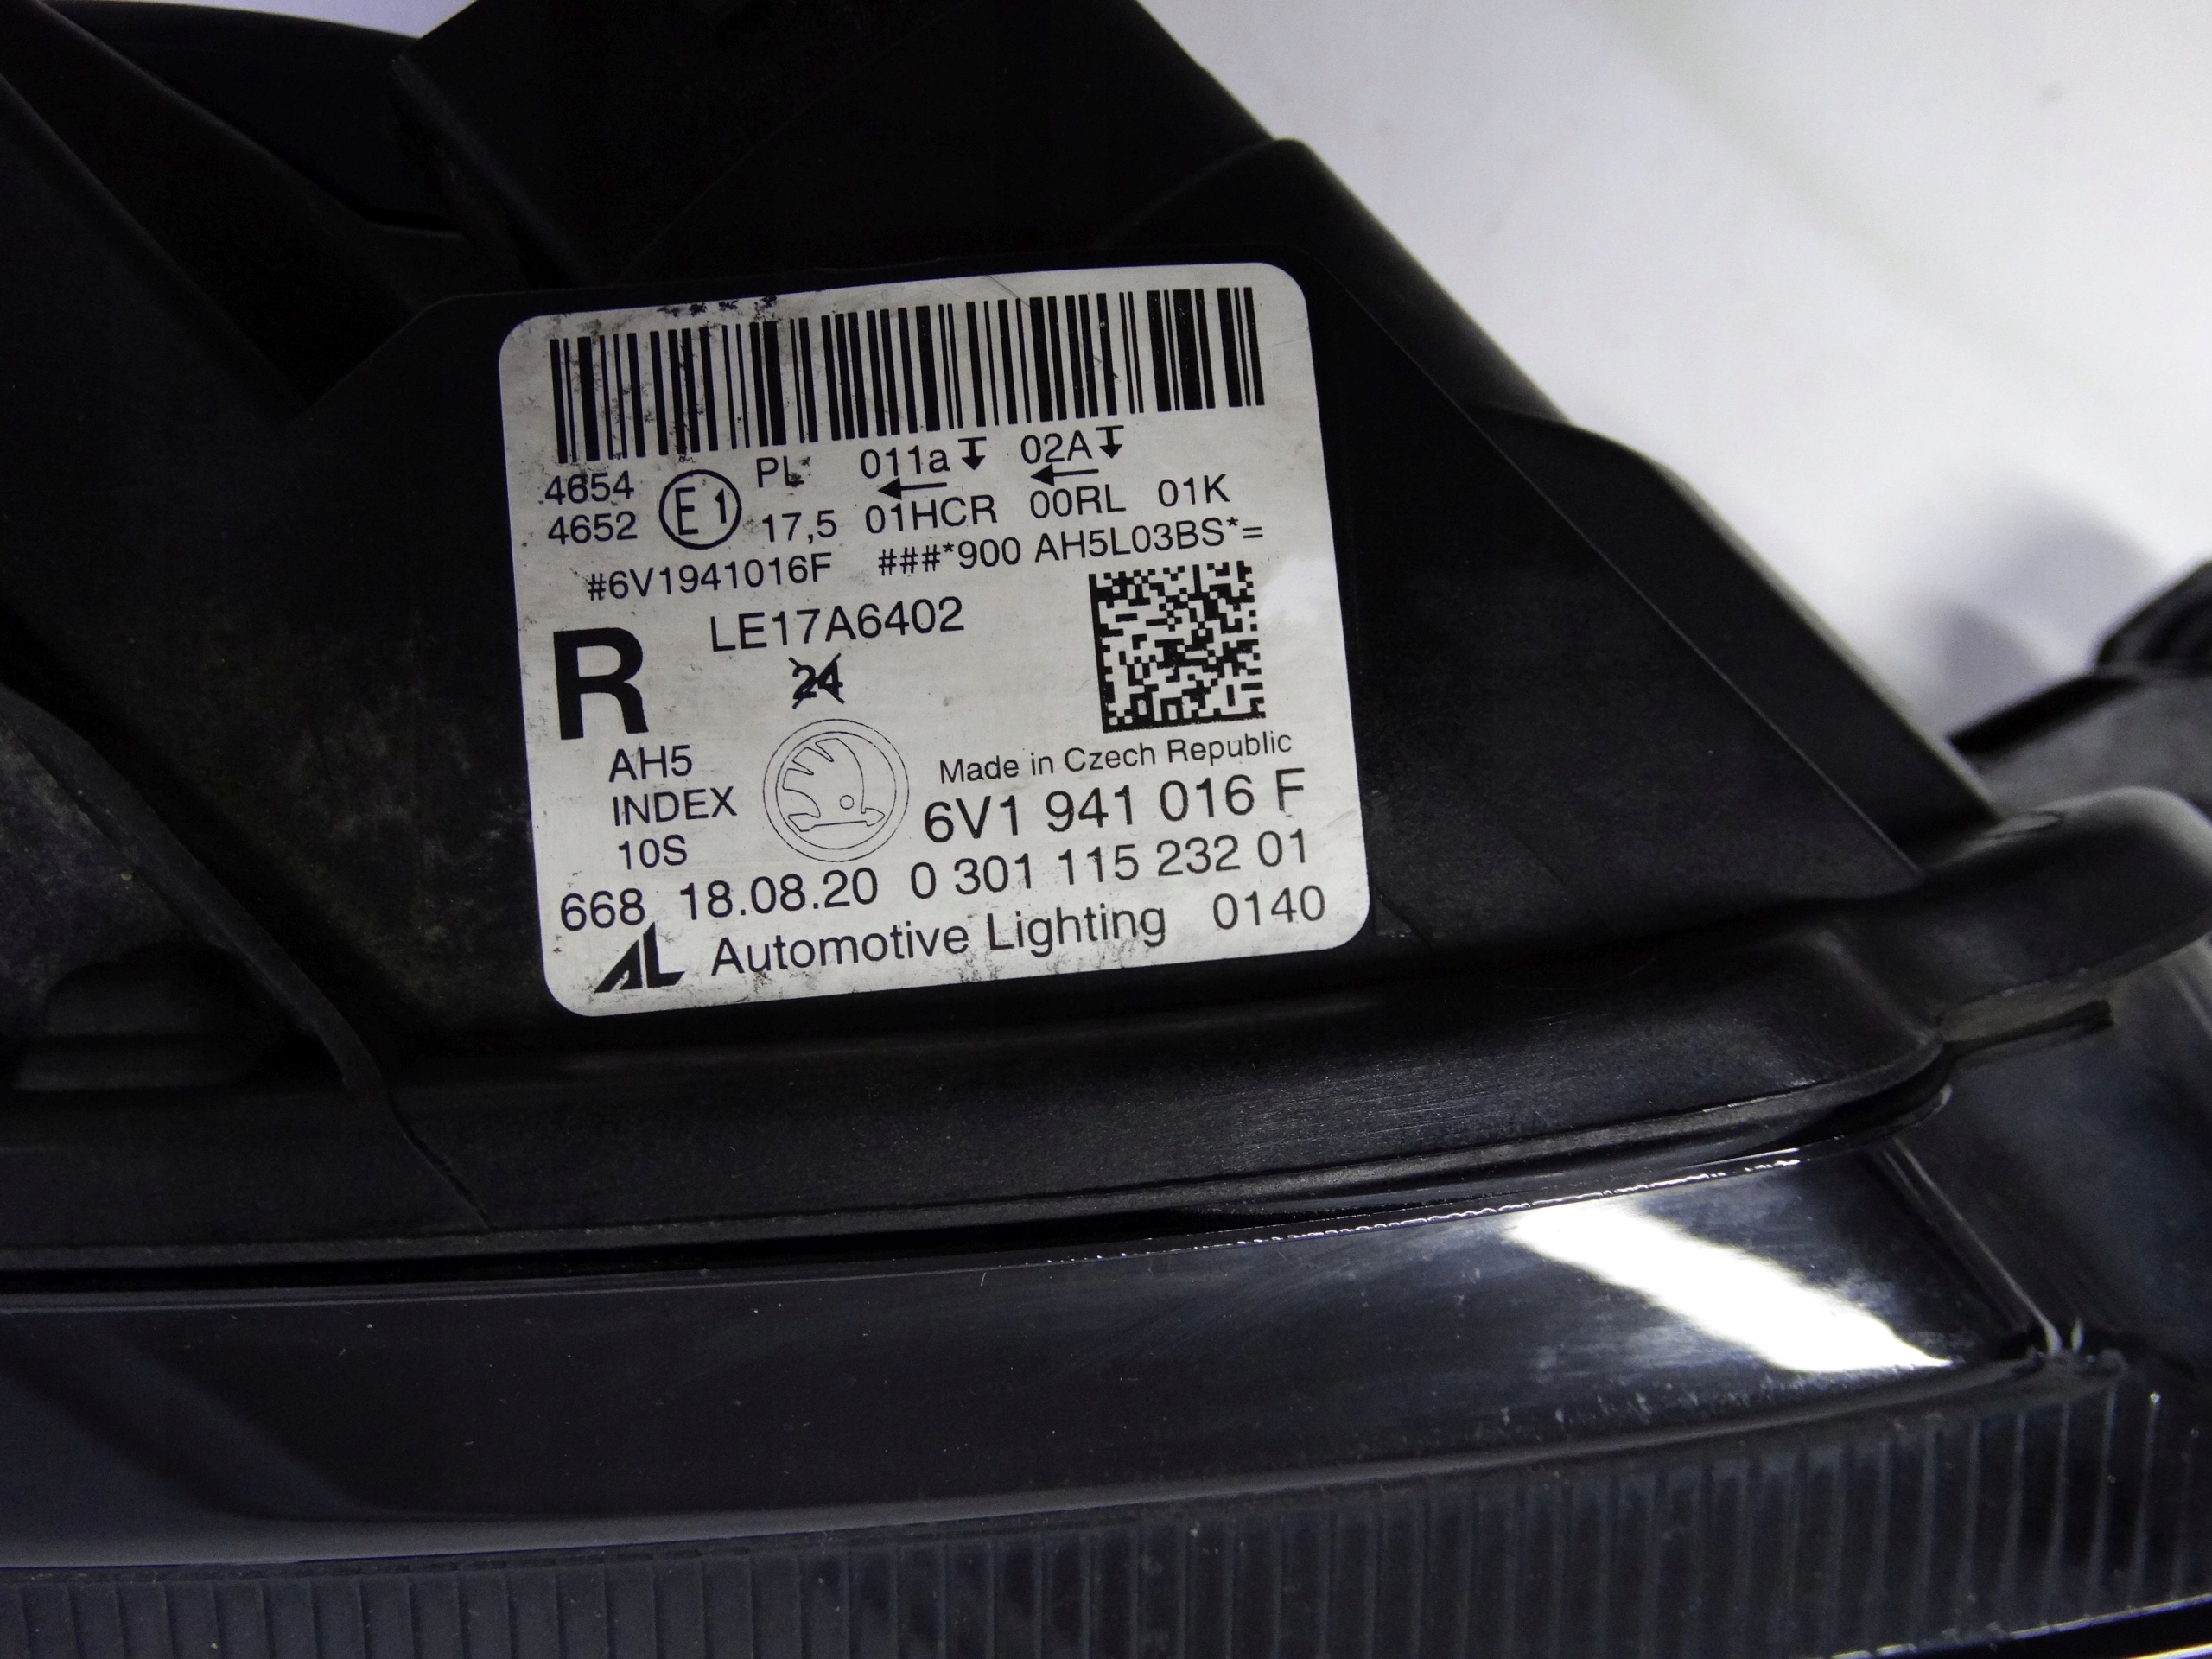 4654 E1 PL 011a 02A
4652 17,5 01HCR 00RL 01K
#6V1941016F ###*900 AH5L03BS*=
R LE17A6402
24
AH5
INDEX
10S
Made in Czech Republic
6V1 941 016 F
668 18.08.20 0 301 115 232 01
AL Automotive Lighting 0140